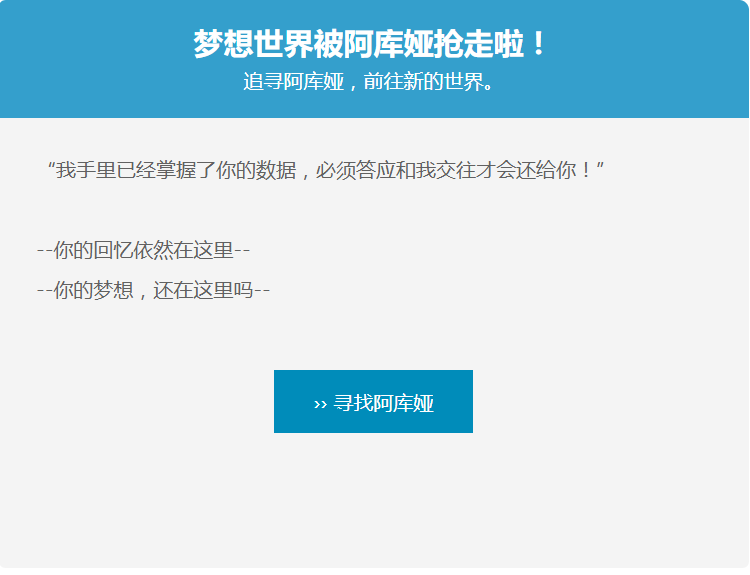 梦想世界被阿库娅抢走啦！
追寻阿库娅，前往新的世界。
“我手里已经掌握了你的数据，必须答应和我交往才会还给你！”
--你的回忆依然在这里--
--你的梦想，还在这里吗--
›› 寻找阿库娅